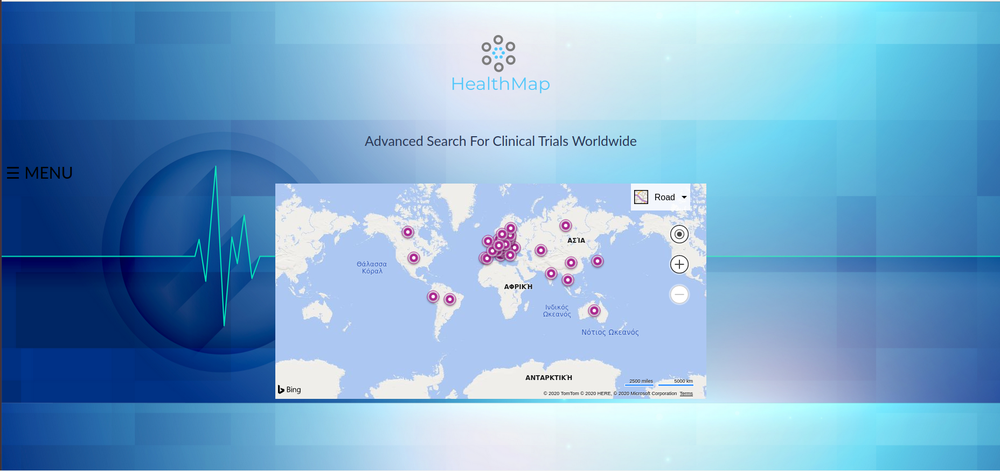 HealthMap
Advanced Search For Clinical Trials Worldwide
☰ MENU
Road
ΑΣΊΑ
Θάλασσα
Κόραλ
ΑΦΡΙΚΉ
Ινδικός
Ωκεανός
Νότιος Ωκεανός
ΑΝΤΑΡΚΤΙΚΉ
2500 miles 5000 km
Bing
© 2020 TomTom © 2020 HERE, © 2020 Microsoft Corporation Terms